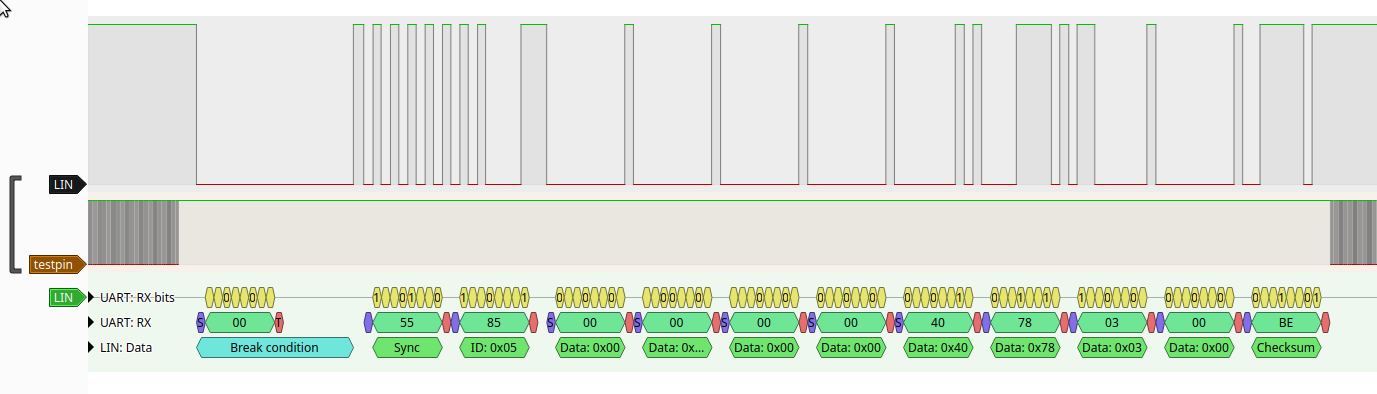 LIN
testpin
LIN UART: RX bits 0 0 1 0 1 0 1 0 1 0 0 0 0 0 0 0 0 0 0 0 0 0 0 0 1 0 1 1 1 0 0 0 0 0 1 0 1
UART: RX S 00 T 55 85 S 00 S 00 S 00 S 00 S 40 78 03 00 BE
LIN: Data Break condition Sync ID: 0x05 Data: 0x00 Data: 0x... Data: 0x00 Data: 0x00 Data: 0x40 Data: 0x78 Data: 0x03 Data: 0x00 Checksum